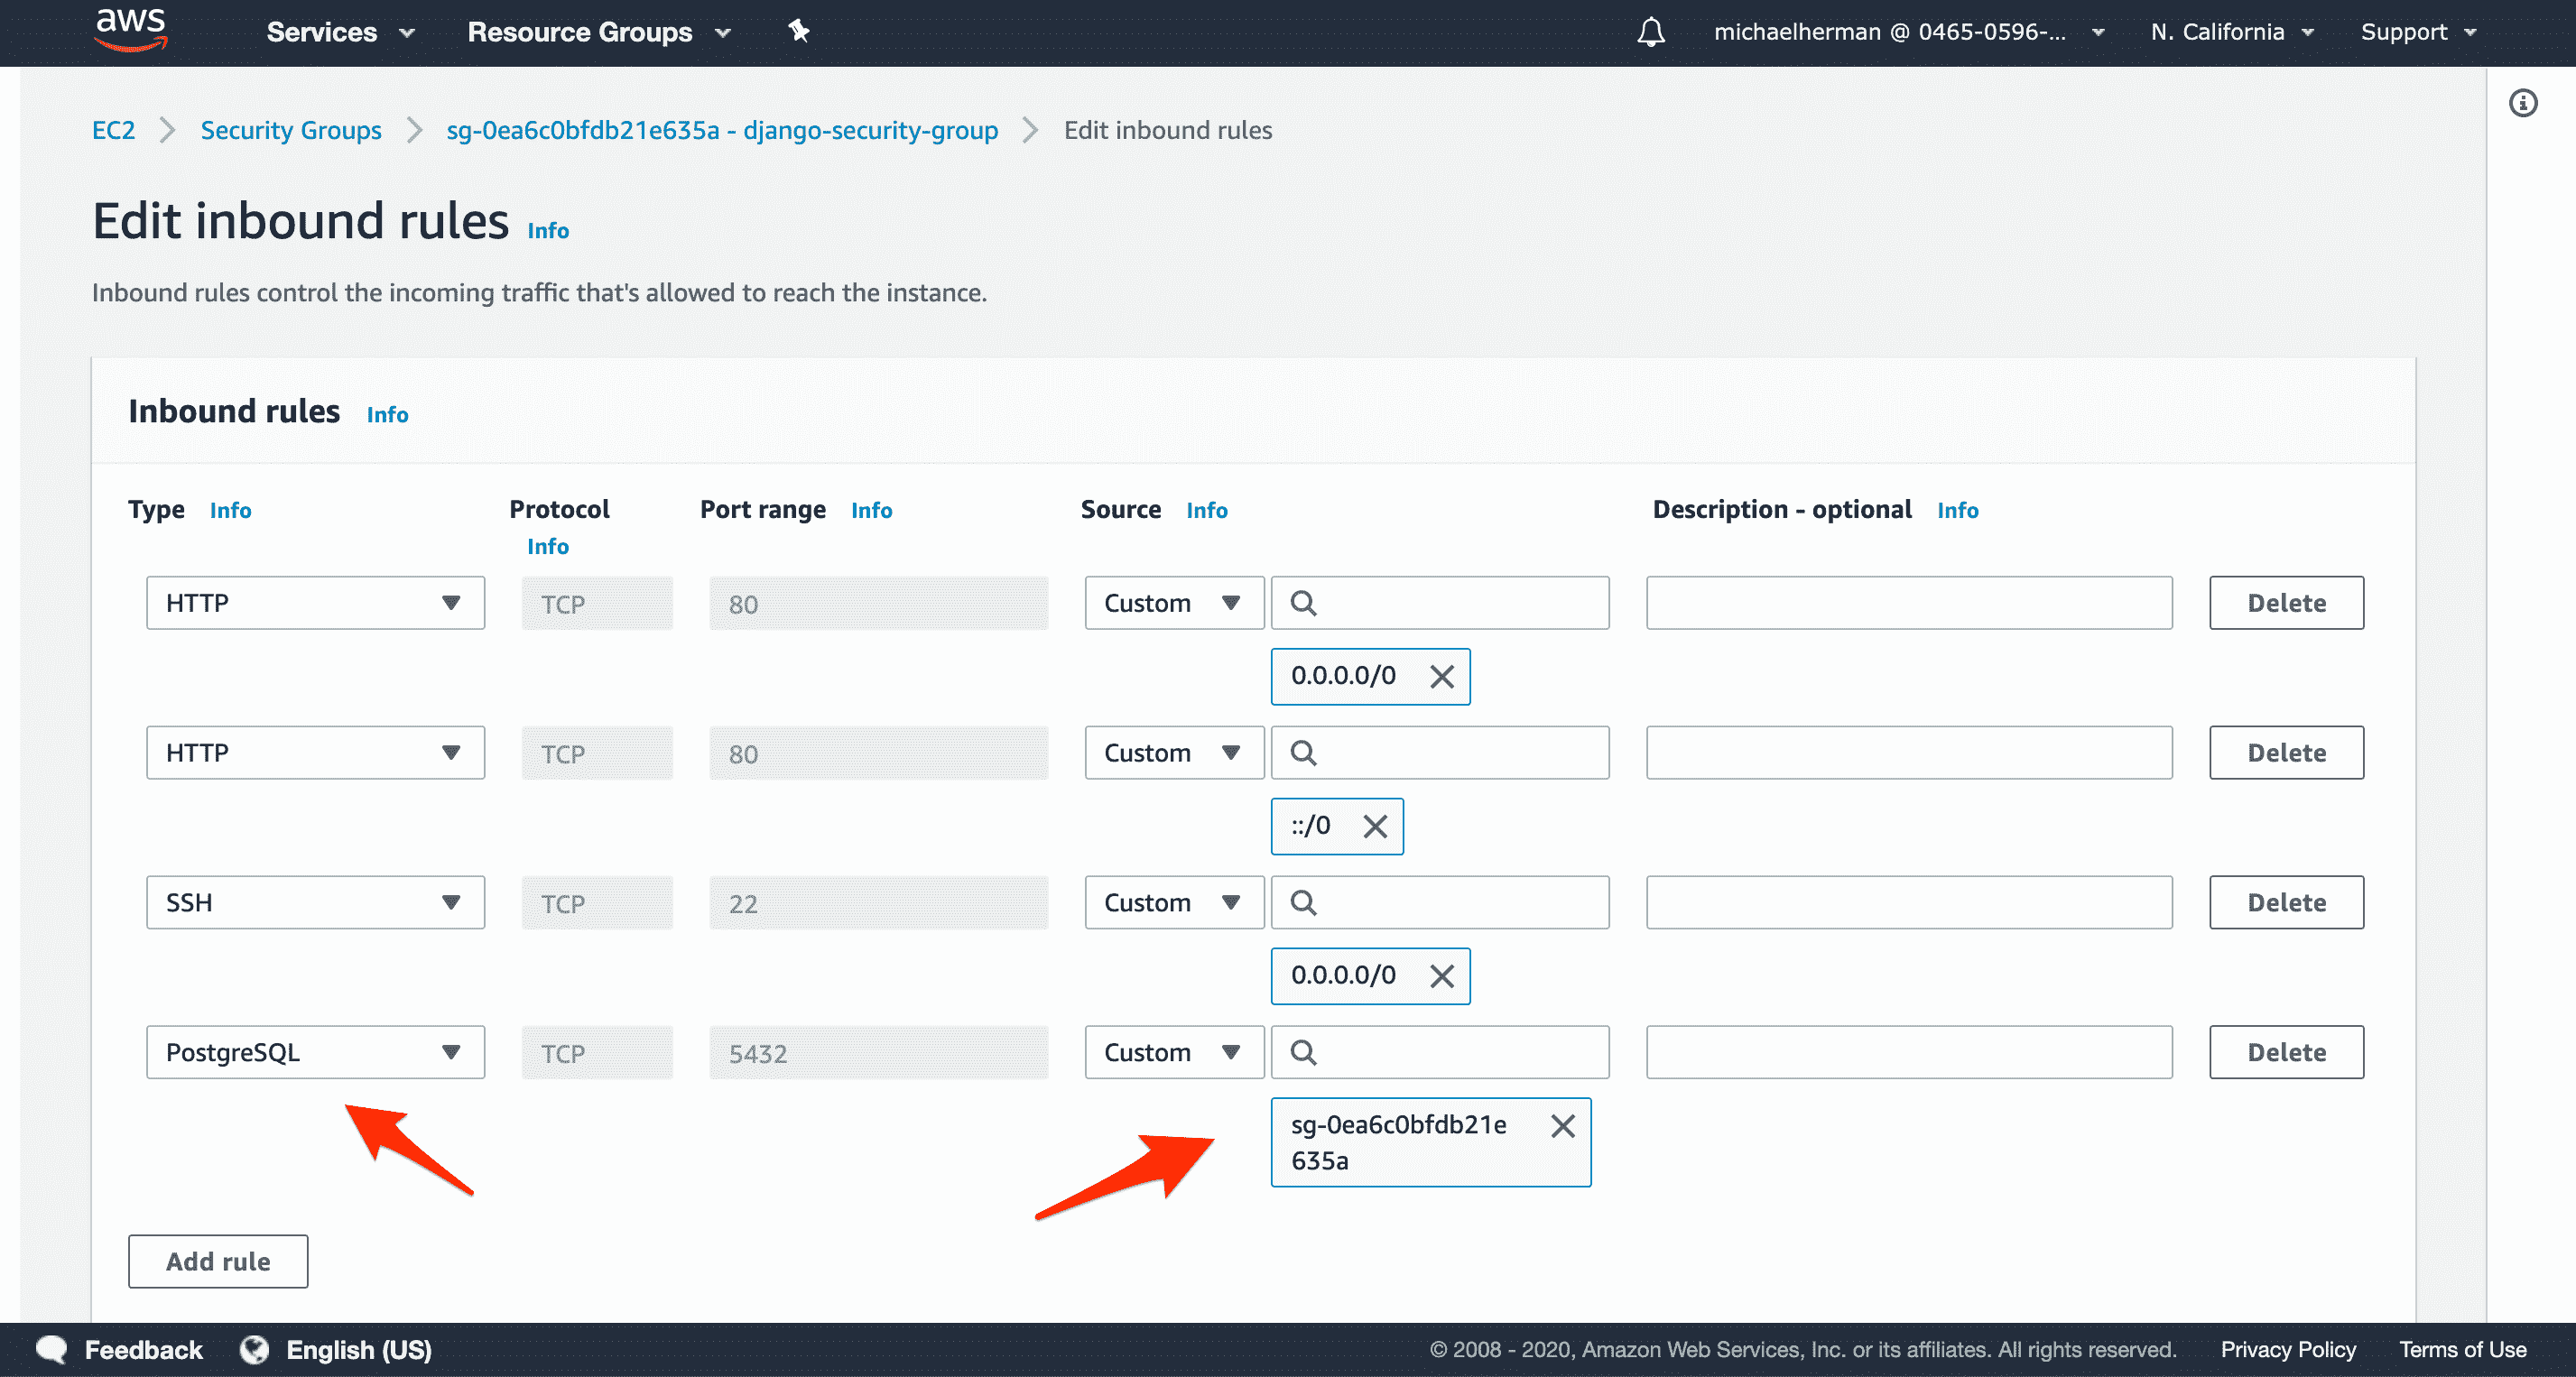 aws Services Resource Groups michaelherman @ 0465-0596-... N. California Support
EC2 Security Groups sg-0ea6c0bfdb21e635a - django-security-group Edit inbound rules
Edit inbound rules Info
Inbound rules control the incoming traffic that's allowed to reach the instance.
Inbound rules Info
Type Info Protocol Info Port range Info Source Info Description - optional Info
HTTP TCP 80 Custom Delete
0.0.0.0/0
HTTP TCP 80 Custom Delete
::/0
SSH TCP 22 Custom Delete
0.0.0.0/0
PostgreSQL TCP 5432 Custom Delete
sg-0ea6c0bfdb21e
635a
Add rule
Feedback English (US) © 2008 - 2020, Amazon Web Services, Inc. or its affiliates. All rights reserved. Privacy Policy Terms of Use